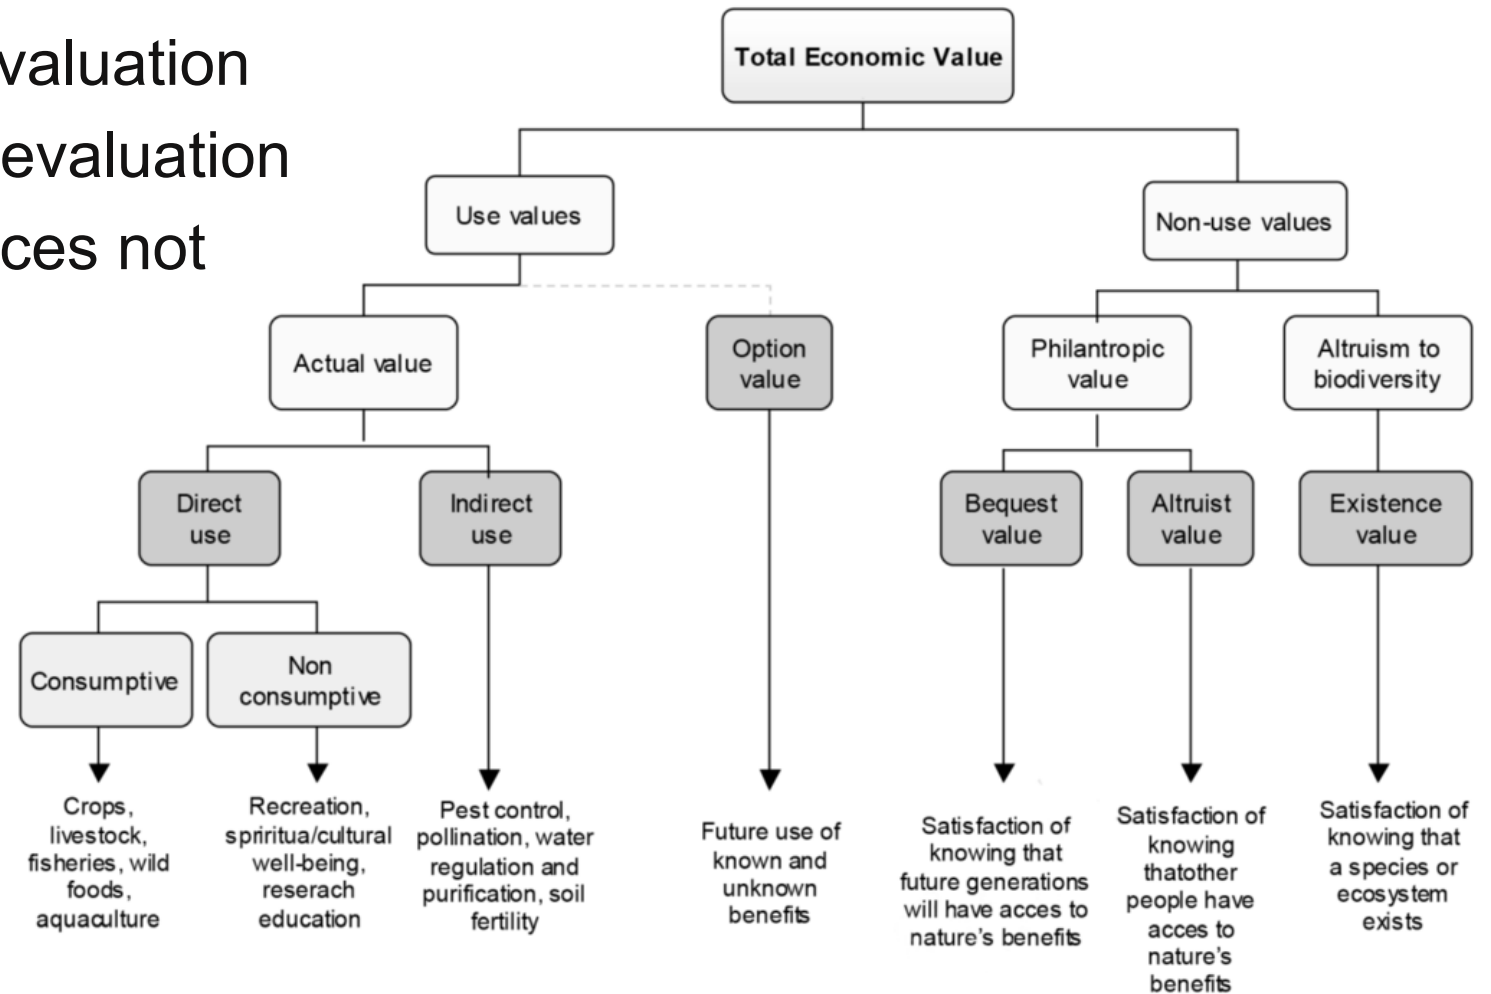 valuation
evaluation
ces not
Total Economic Value
Use values
Non-use values
Actual value
Option
value
Philantropic
value
Altruism to
biodiversity
Direct
use
Indirect
use
Bequest
value
Altruist
value
Existence
value
Consumptive
Non
consumptive
Crops,
livestock,
fisheries, wild
foods,
aquaculture
Recreation,
spriritua/cultural
well-being,
reserach
education
Pest control,
pollination, water
regulation and
purification, soil
fertility
Future use of
known and
unknown
benefits
Satisfaction of
knowing that
future generations
will have acces to
nature's benefits
Satisfaction of
knowing
thatother
people have
acces to
nature's
benefits
Satisfaction of
knowing that
a species or
ecosystem
exists